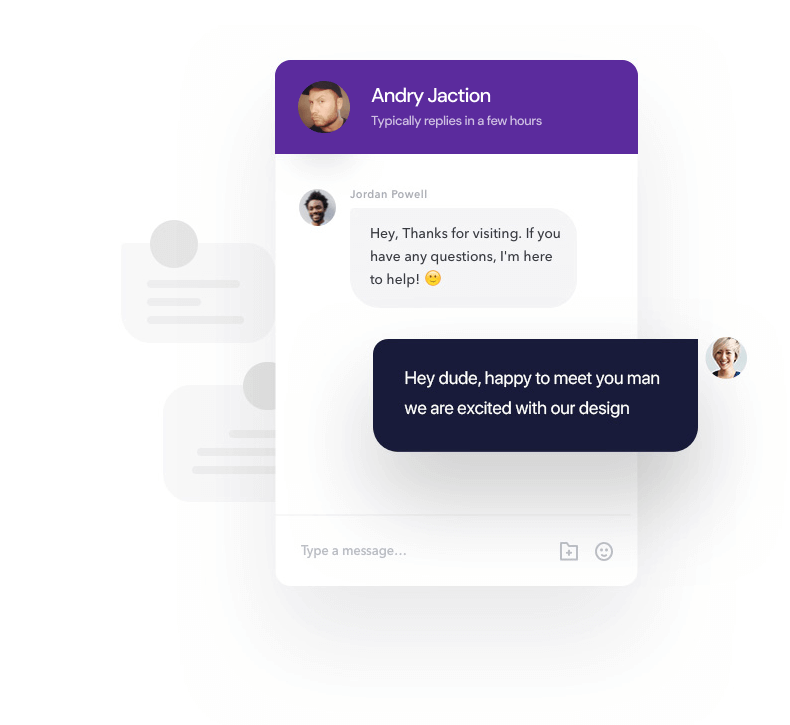 Andry Jaction
Typically replies in a few hours
Jordan Powell
Hey, Thanks for visiting. If you
have any questions, I'm here
to help! 🙂
Hey dude, happy to meet you man
we are excited with our design
Type a message...